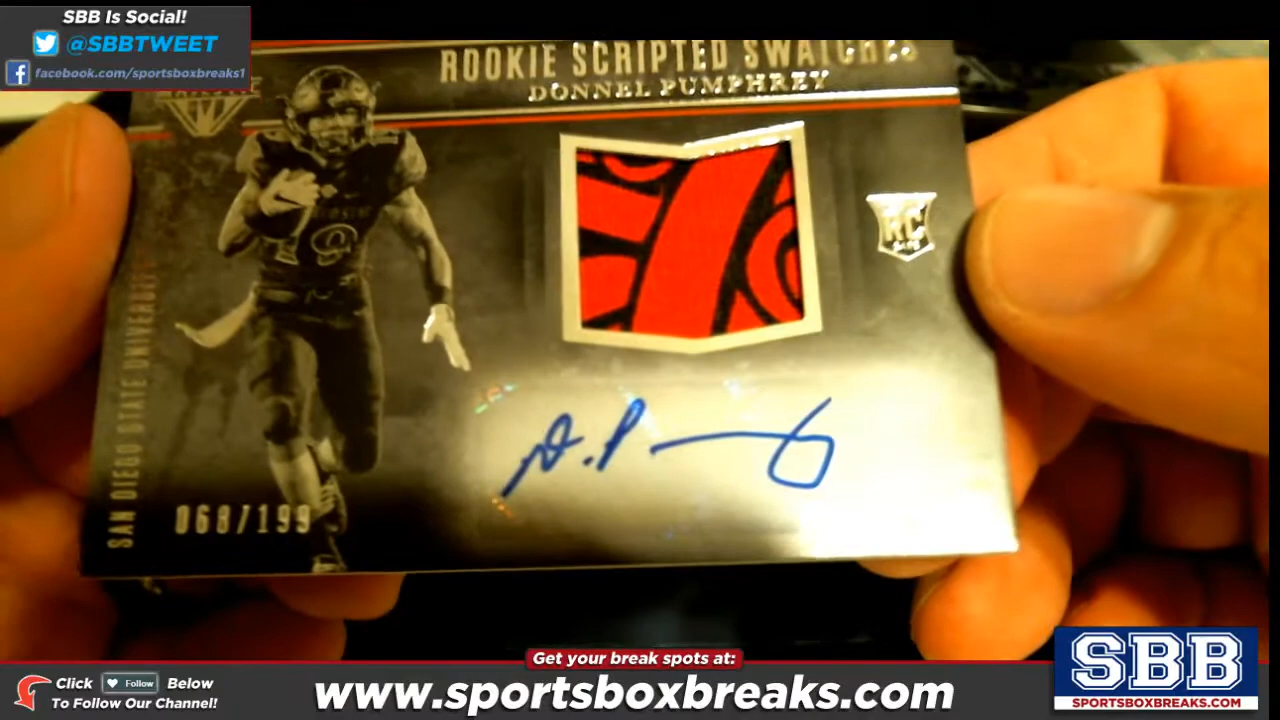 SBB Is Social!
@SBBTWEET
facebook.com/sportsboxbreaks1
ROOKIE SCRIPTED SWATCHES
DONNEL PUMPHREY
RC
19
SAN DIEGO STATE UNIVERSITY
D.P
068/199
Get your break spots at:
Click Follow Below
To Follow Our Channel!
www.sportsboxbreaks.com
SBB
SPORTSBOXBREAKS.COM